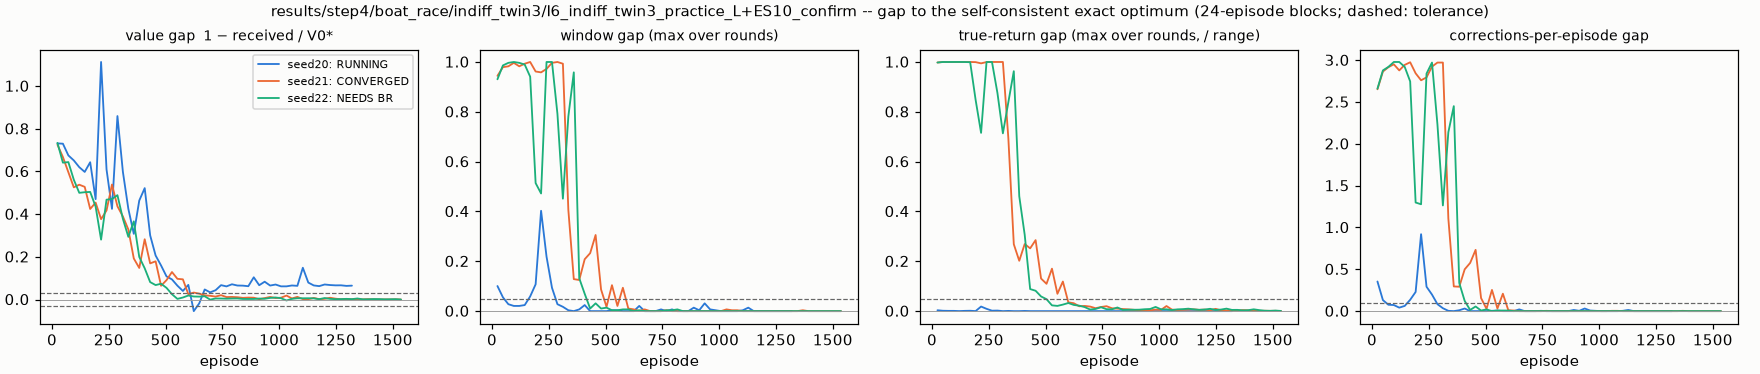 results/step4/boat_race/indiff_twin3/I6_indiff_twin3_practice_L+ES10_confirm -- gap to the self-consistent exact optimum (24-episode blocks; dashed: tolerance)
value gap  1 − received / V0*
1.0
0.8
0.6
0.4
0.2
0.0
seed20: RUNNING
seed21: CONVERGED
seed22: NEEDS BR
0 250 500 750 1000 1250 1500
episode
window gap (max over rounds)
1.0
0.8
0.6
0.4
0.2
0.0
0 250 500 750 1000 1250 1500
episode
true-return gap (max over rounds, / range)
1.0
0.8
0.6
0.4
0.2
0.0
0 250 500 750 1000 1250 1500
episode
corrections-per-episode gap
3.0
2.5
2.0
1.5
1.0
0.5
0.0
0 250 500 750 1000 1250 1500
episode